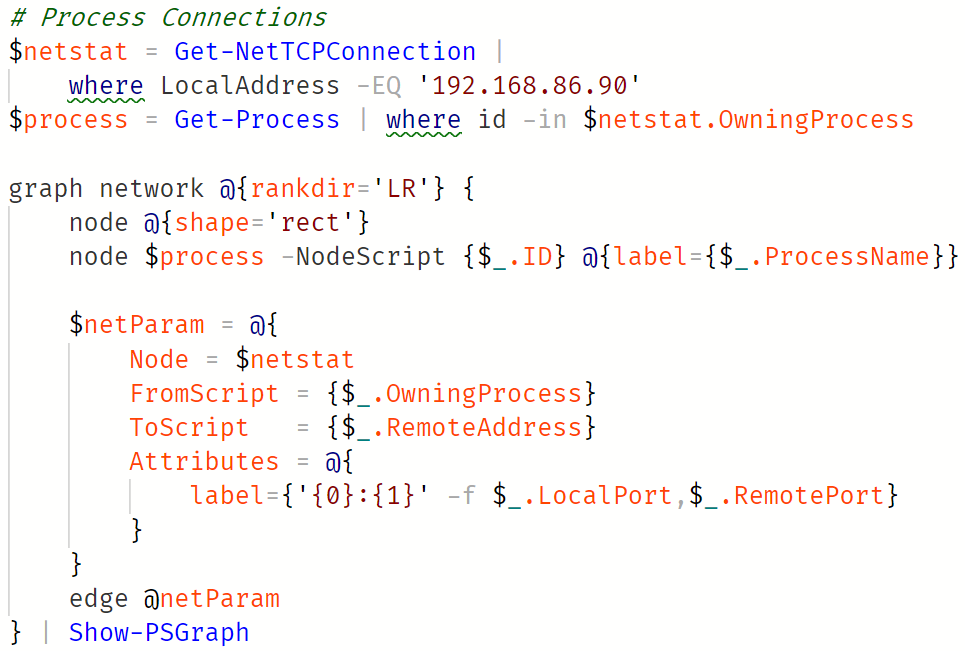 # Process Connections
$netstat = Get-NetTCPConnection |
    where LocalAddress -EQ '192.168.86.90'
$process = Get-Process | where id -in $netstat.OwningProcess

graph network @{rankdir='LR'} {
    node @{shape='rect'}
    node $process -NodeScript {$_.ID} @{label={$_.ProcessName}}

    $netParam = @{
        Node = $netstat
        FromScript = {$_.OwningProcess}
        ToScript   = {$_.RemoteAddress}
        Attributes = @{
            label={'{0}:{1}' -f $_.LocalPort,$_.RemotePort}
        }
    }
    edge @netParam
} | Show-PSGraph